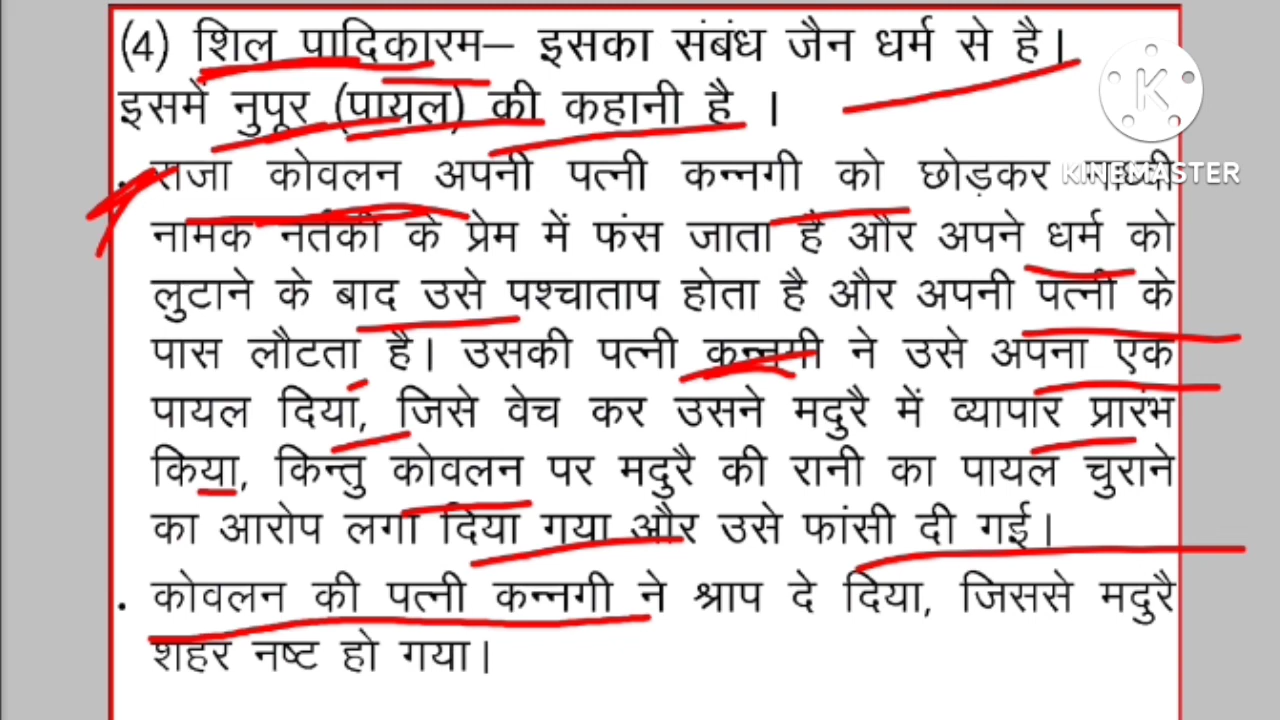 (4) शिल पादिकारम– इसका संबंध जैन धर्म से है।
इसमें नुपूर (पायल) की कहानी है ।
K
KINEMASTER
. राजा कोवलन अपनी पत्नी कन्नगी को छोड़कर
नामक नर्तकी के प्रेम में फंस जाता है और अपने धर्म को
लुटाने के बाद उसे पश्चाताप होता है और अपनी पत्नी के
पास लौटता है। उसकी पत्नी कन्नगी ने उसे अपना एक
पायल दिया, जिसे वेच कर उसने मदुरै में व्यापार प्रारंभ
किया, किन्तु कोवलन पर मदुरै की रानी का पायल चुराने
का आरोप लगा दिया गया और उसे फांसी दी गई।
. कोवलन की पत्नी कन्नगी ने श्राप दे दिया, जिससे मदुरै
शहर नष्ट हो गया।